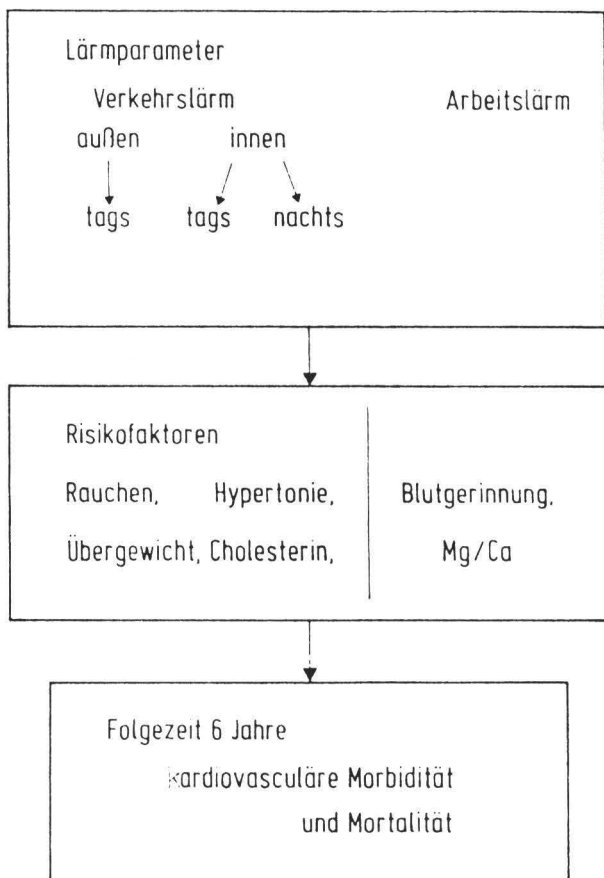 Lärmparameter
Verkehrslärm Arbeitslärm
außen innen
tags tags nachts
Risikofaktoren
Rauchen, Hypertonie, Blutgerinnung,
Übergewicht, Cholesterin, Mg/Ca
Folgezeit 6 Jahre
kardiovasculäre Morbidität
und Mortalität